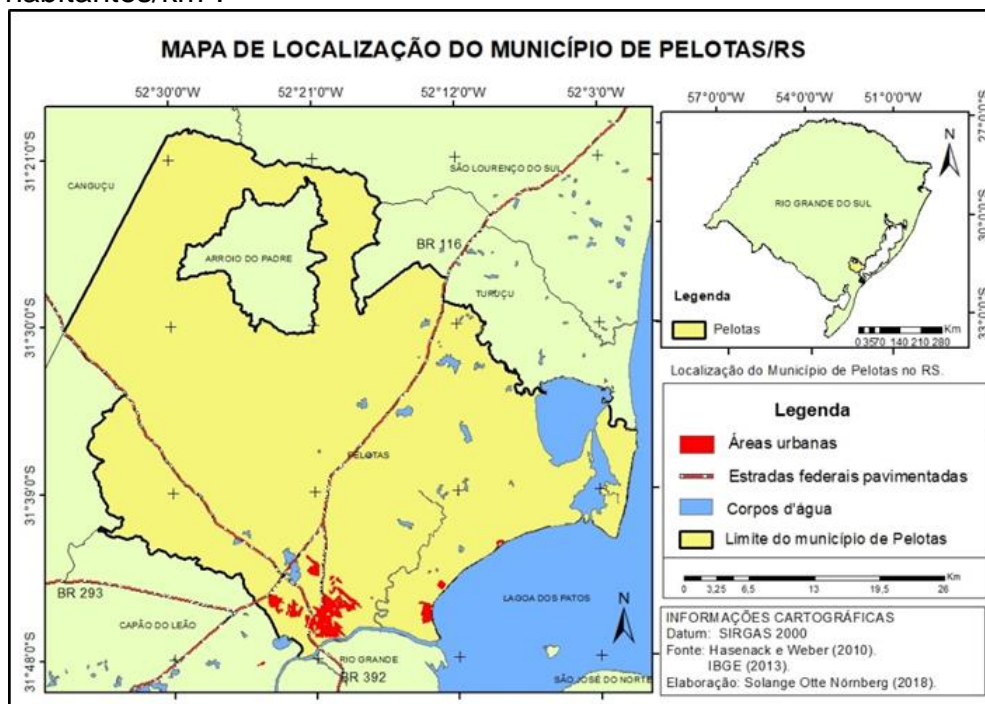 habitantes/km².
MAPA DE LOCALIZAÇÃO DO MUNICÍPIO DE PELOTAS/RS
52°30'0"W 52°21'0"W 52°12'0"W 52°3'0"W
31°21'0"S
31°30'0"S
31°39'0"S
31°48'0"S
CANGUÇU
SÃO LOURENÇO DO SUL
ARROIO DO PADRE
BR 116
TURUÇU
PELOTAS
BR 293
CAPÃO DO LEÃO
LAGOA DOS PATOS
N
RIO GRANDE
BR 392
SÃO JOSÉ DO NORTE
57°0'0"W 54°0'0"W 51°0'0"W
27°0'0"S
30°0'0"S
33°0'0"S
N
RIO GRANDE DO SUL
Legenda
Pelotas
Km
0 3570 140 210 280
Localização do Município de Pelotas no RS.
Legenda
Áreas urbanas
Estradas federais pavimentadas
Corpos d'água
Limite do município de Pelotas
Km
0 3,25 6,5 13 19,5 26
INFORMAÇÕES CARTOGRÁFICAS
Datum: SIRGAS 2000
Fonte: Hasenack e Weber (2010).
IBGE (2013).
Elaboração: Solange Otte Nörnberg (2018).